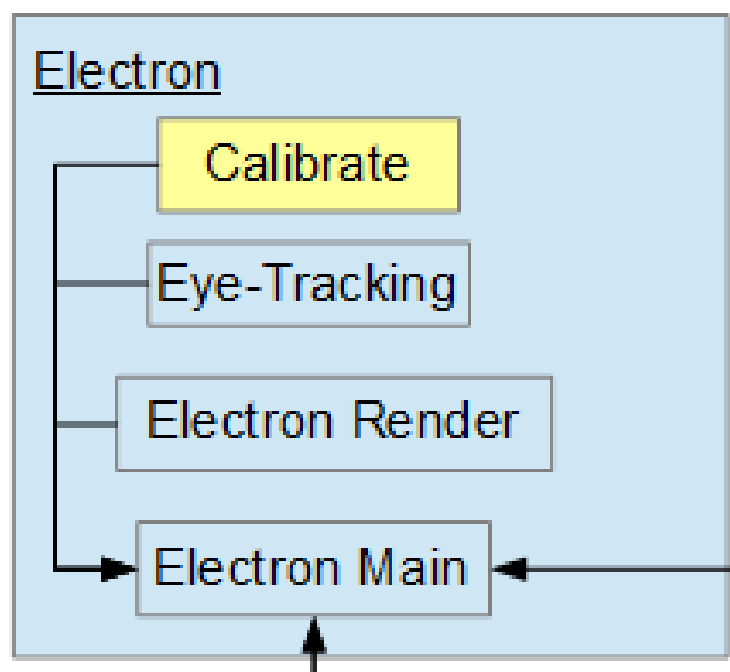 Electron
Calibrate
Eye-Tracking
Electron Render
Electron Main